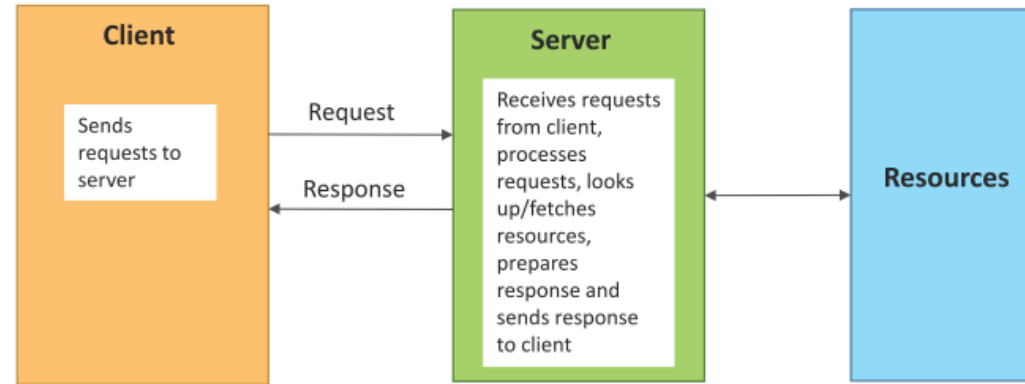 Client
Sends
requests to
server
Request
Response
Server
Receives requests
from client,
processes
requests, looks
up/fetches
resources,
prepares
response and
sends response
to client
Resources